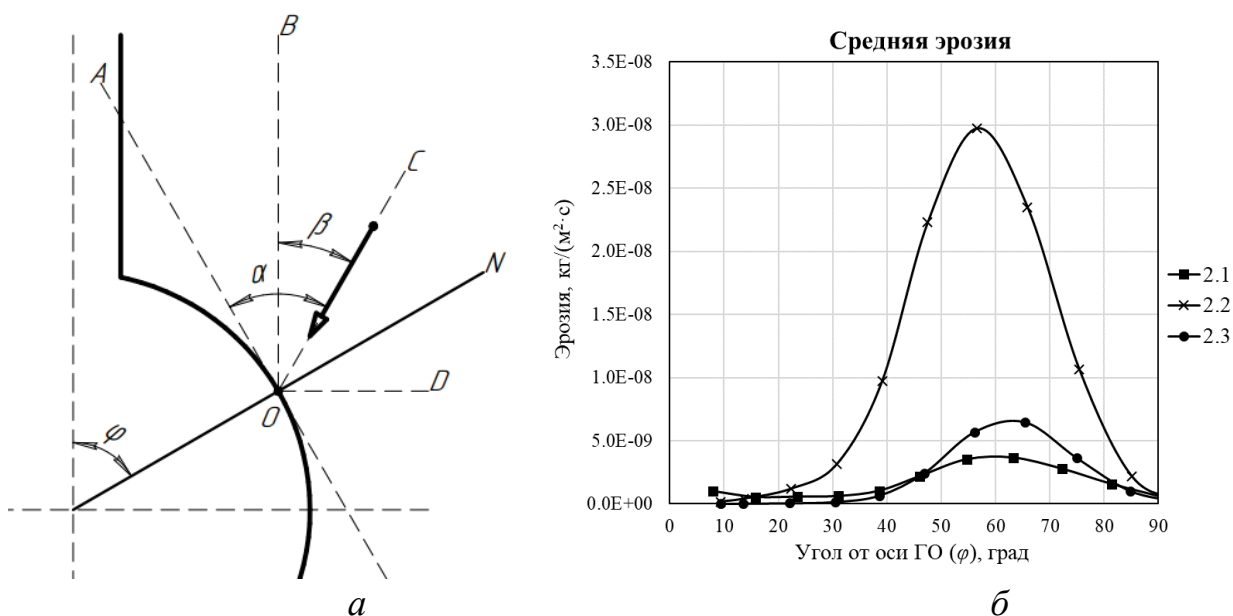 B
A
C
β
N
α
D
O
φ
а
Средняя эрозия
3.5E-08
3.0E-08
2.5E-08
2.0E-08
1.5E-08
1.0E-08
5.0E-09
0.0E+00
Эрозия, кг/(м²·с)
0 10 20 30 40 50 60 70 80 90
Угол от оси ГО (φ), град
2.1
2.2
2.3
б